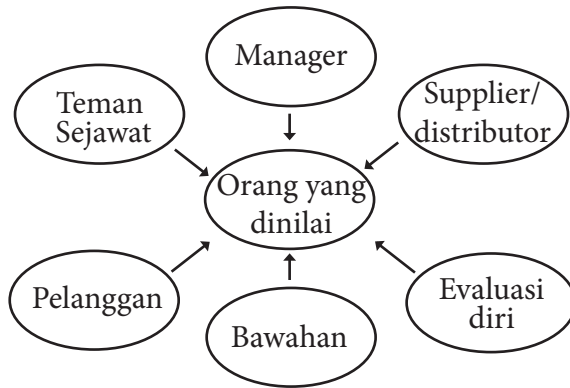 Manager
Teman
Sejawat
Supplier/
distributor
Orang yang
dinilai
Pelanggan
Bawahan
Evaluasi
diri